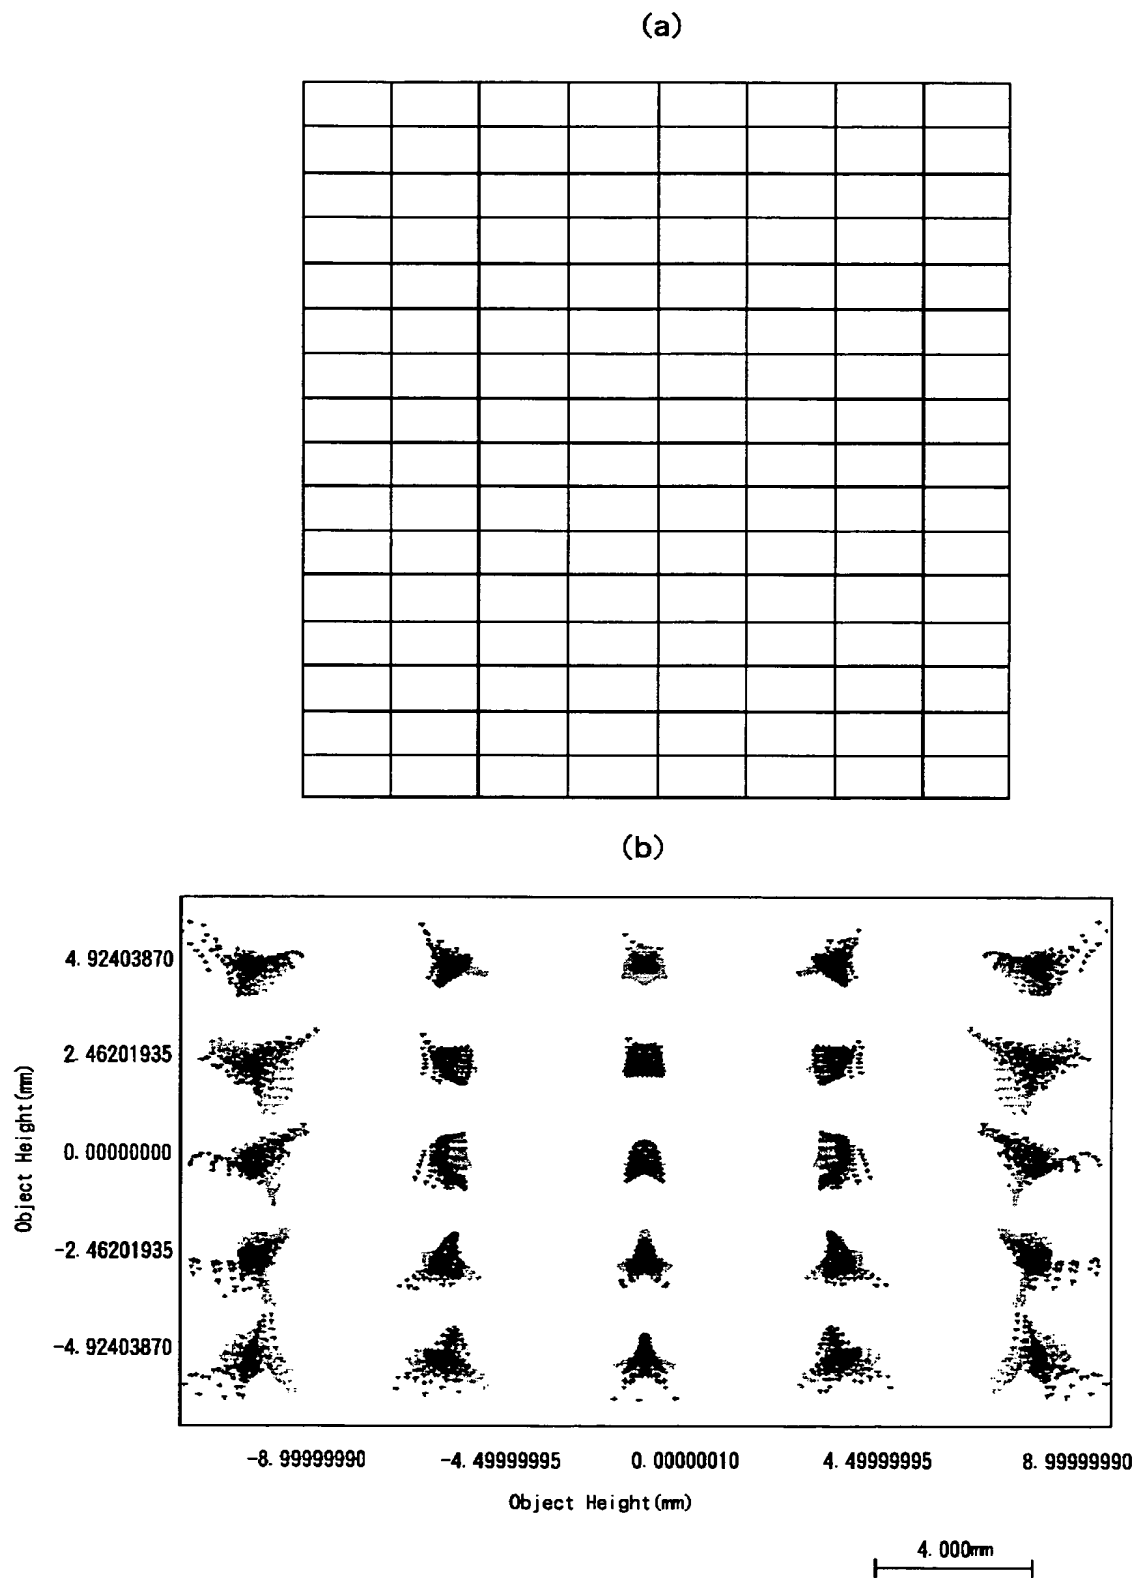 (a)
(b)
4. 92403870
2. 46201935
0. 00000000
-2. 46201935
-4. 92403870
Object Height(mm)
-8. 99999990
-4. 49999995
0. 00000010
4. 49999995
8. 99999990
Object Height(mm)
4. 000mm